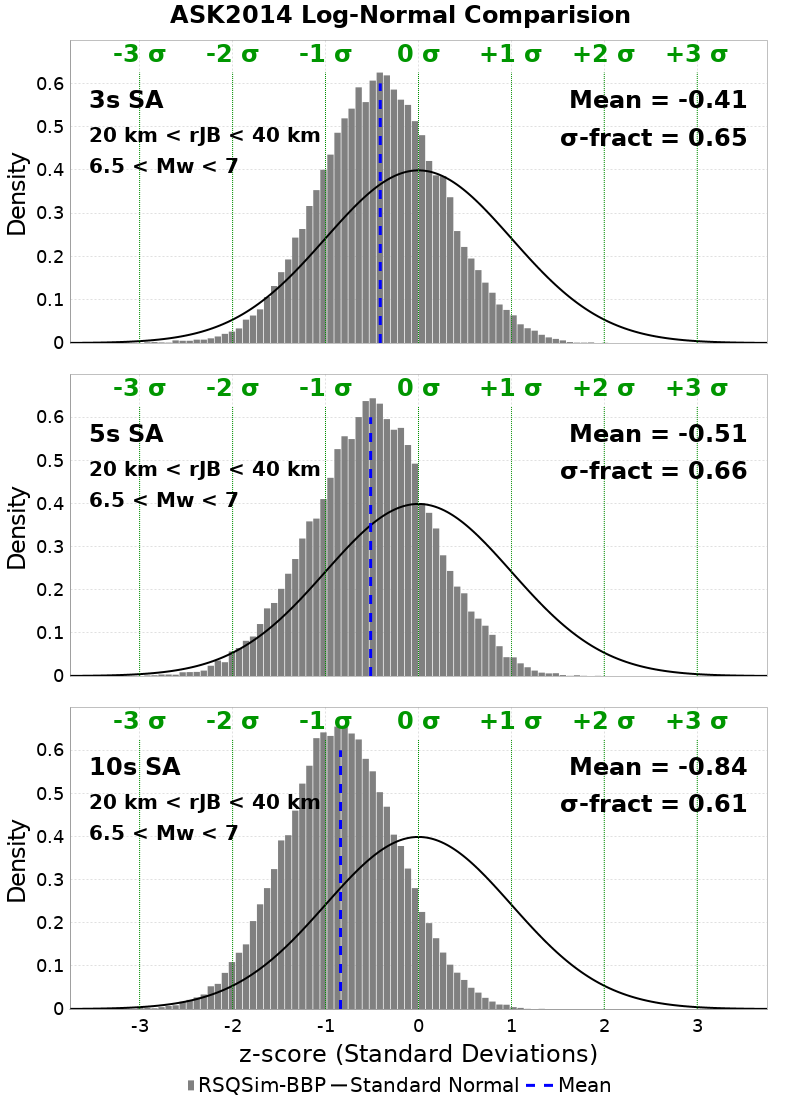 ASK2014 Log-Normal Comparision
-3 σ -2 σ -1 σ 0 σ +1 σ +2 σ +3 σ
3s SA
20 km < rJB < 40 km
6.5 < Mw < 7
Mean = -0.41
σ-fract = 0.65
Density
0.6
0.5
0.4
0.3
0.2
0.1
0
-3 σ -2 σ -1 σ 0 σ +1 σ +2 σ +3 σ
5s SA
20 km < rJB < 40 km
6.5 < Mw < 7
Mean = -0.51
σ-fract = 0.66
Density
0.6
0.5
0.4
0.3
0.2
0.1
0
-3 σ -2 σ -1 σ 0 σ +1 σ +2 σ +3 σ
10s SA
20 km < rJB < 40 km
6.5 < Mw < 7
Mean = -0.84
σ-fract = 0.61
Density
0.6
0.5
0.4
0.3
0.2
0.1
0
-3 -2 -1 0 1 2 3
z-score (Standard Deviations)
RSQSim-BBP Standard Normal Mean